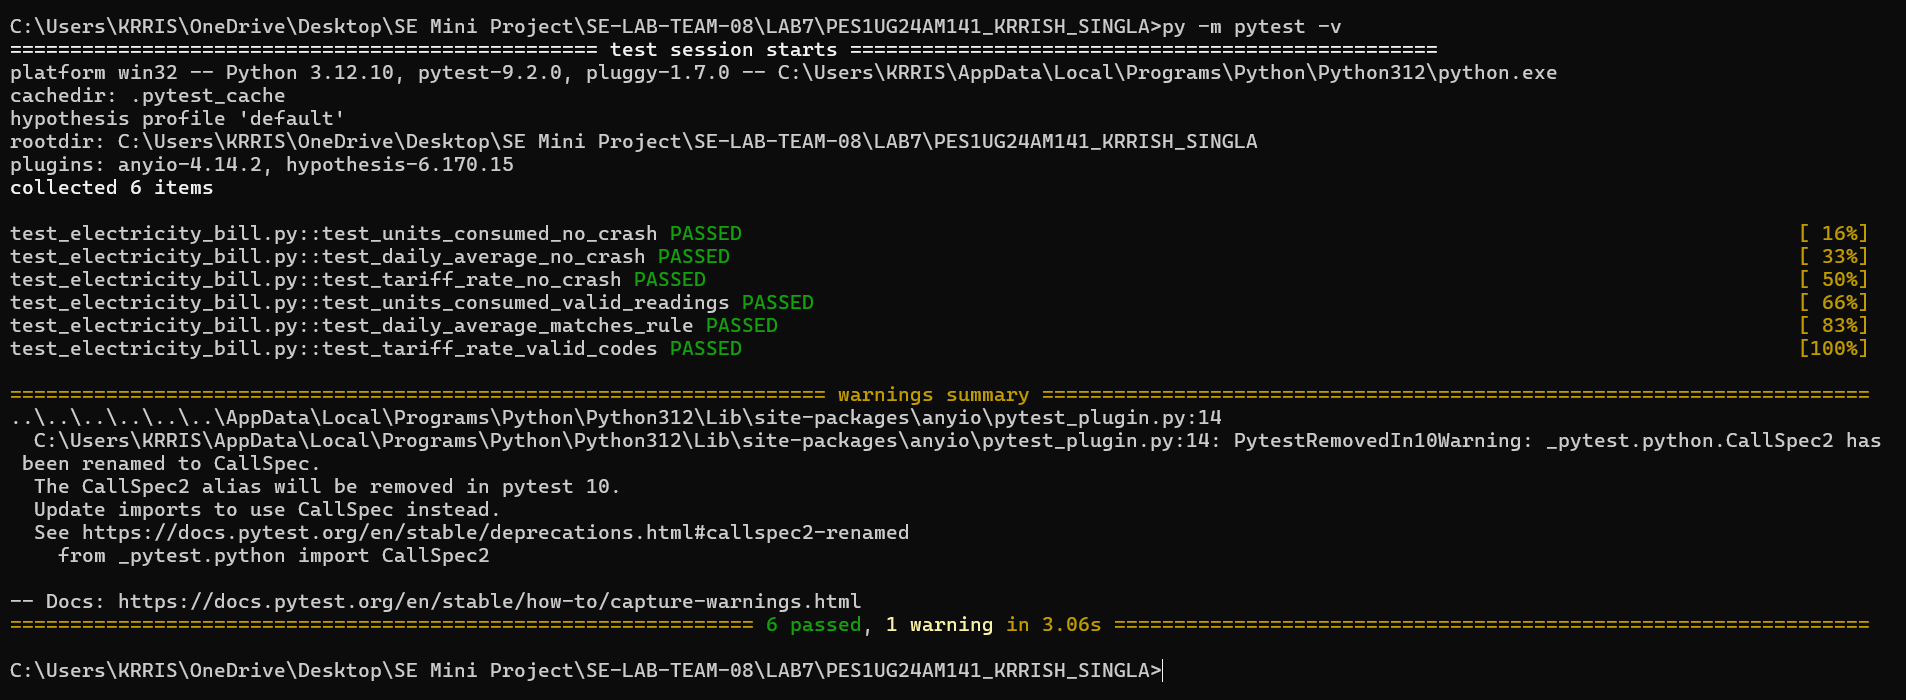 C:\Users\KRRIS\OneDrive\Desktop\SE Mini Project\SE-LAB-TEAM-08\LAB7\PES1UG24AM141_KRRISH_SINGLA>py -m pytest -v
================================================= test session starts =================================================
platform win32 -- Python 3.12.10, pytest-9.2.0, pluggy-1.7.0 -- C:\Users\KRRIS\AppData\Local\Programs\Python\Python312\python.exe
cachedir: .pytest_cache
hypothesis profile 'default'
rootdir: C:\Users\KRRIS\OneDrive\Desktop\SE Mini Project\SE-LAB-TEAM-08\LAB7\PES1UG24AM141_KRRISH_SINGLA
plugins: anyio-4.14.2, hypothesis-6.170.15
collected 6 items
test_electricity_bill.py::test_units_consumed_no_crash PASSED [ 16%]
test_electricity_bill.py::test_daily_average_no_crash PASSED [ 33%]
test_electricity_bill.py::test_tariff_rate_no_crash PASSED [ 50%]
test_electricity_bill.py::test_units_consumed_valid_readings PASSED [ 66%]
test_electricity_bill.py::test_daily_average_matches_rule PASSED [ 83%]
test_electricity_bill.py::test_tariff_rate_valid_codes PASSED [100%]
==================================================================== warnings summary =====================================================================
..\..\..\..\..\..\AppData\Local\Programs\Python\Python312\Lib\site-packages\anyio\pytest_plugin.py:14
C:\Users\KRRIS\AppData\Local\Programs\Python\Python312\Lib\site-packages\anyio\pytest_plugin.py:14: PytestRemovedIn10Warning: _pytest.python.CallSpec2 has
been renamed to CallSpec.
The CallSpec2 alias will be removed in pytest 10.
Update imports to use CallSpec instead.
See https://docs.pytest.org/en/stable/deprecations.html#callspec2-renamed
from _pytest.python import CallSpec2
-- Docs: https://docs.pytest.org/en/stable/how-to/capture-warnings.html
============================================================== 6 passed, 1 warning in 3.06s ===============================================================
C:\Users\KRRIS\OneDrive\Desktop\SE Mini Project\SE-LAB-TEAM-08\LAB7\PES1UG24AM141_KRRISH_SINGLA>